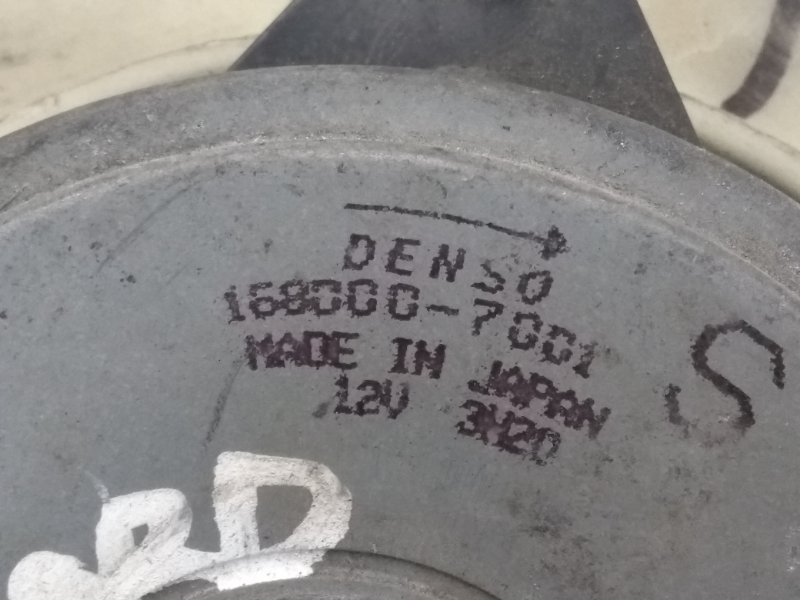 DENSO
168000-7001
MADE IN JAPAN
12V 3H20
S